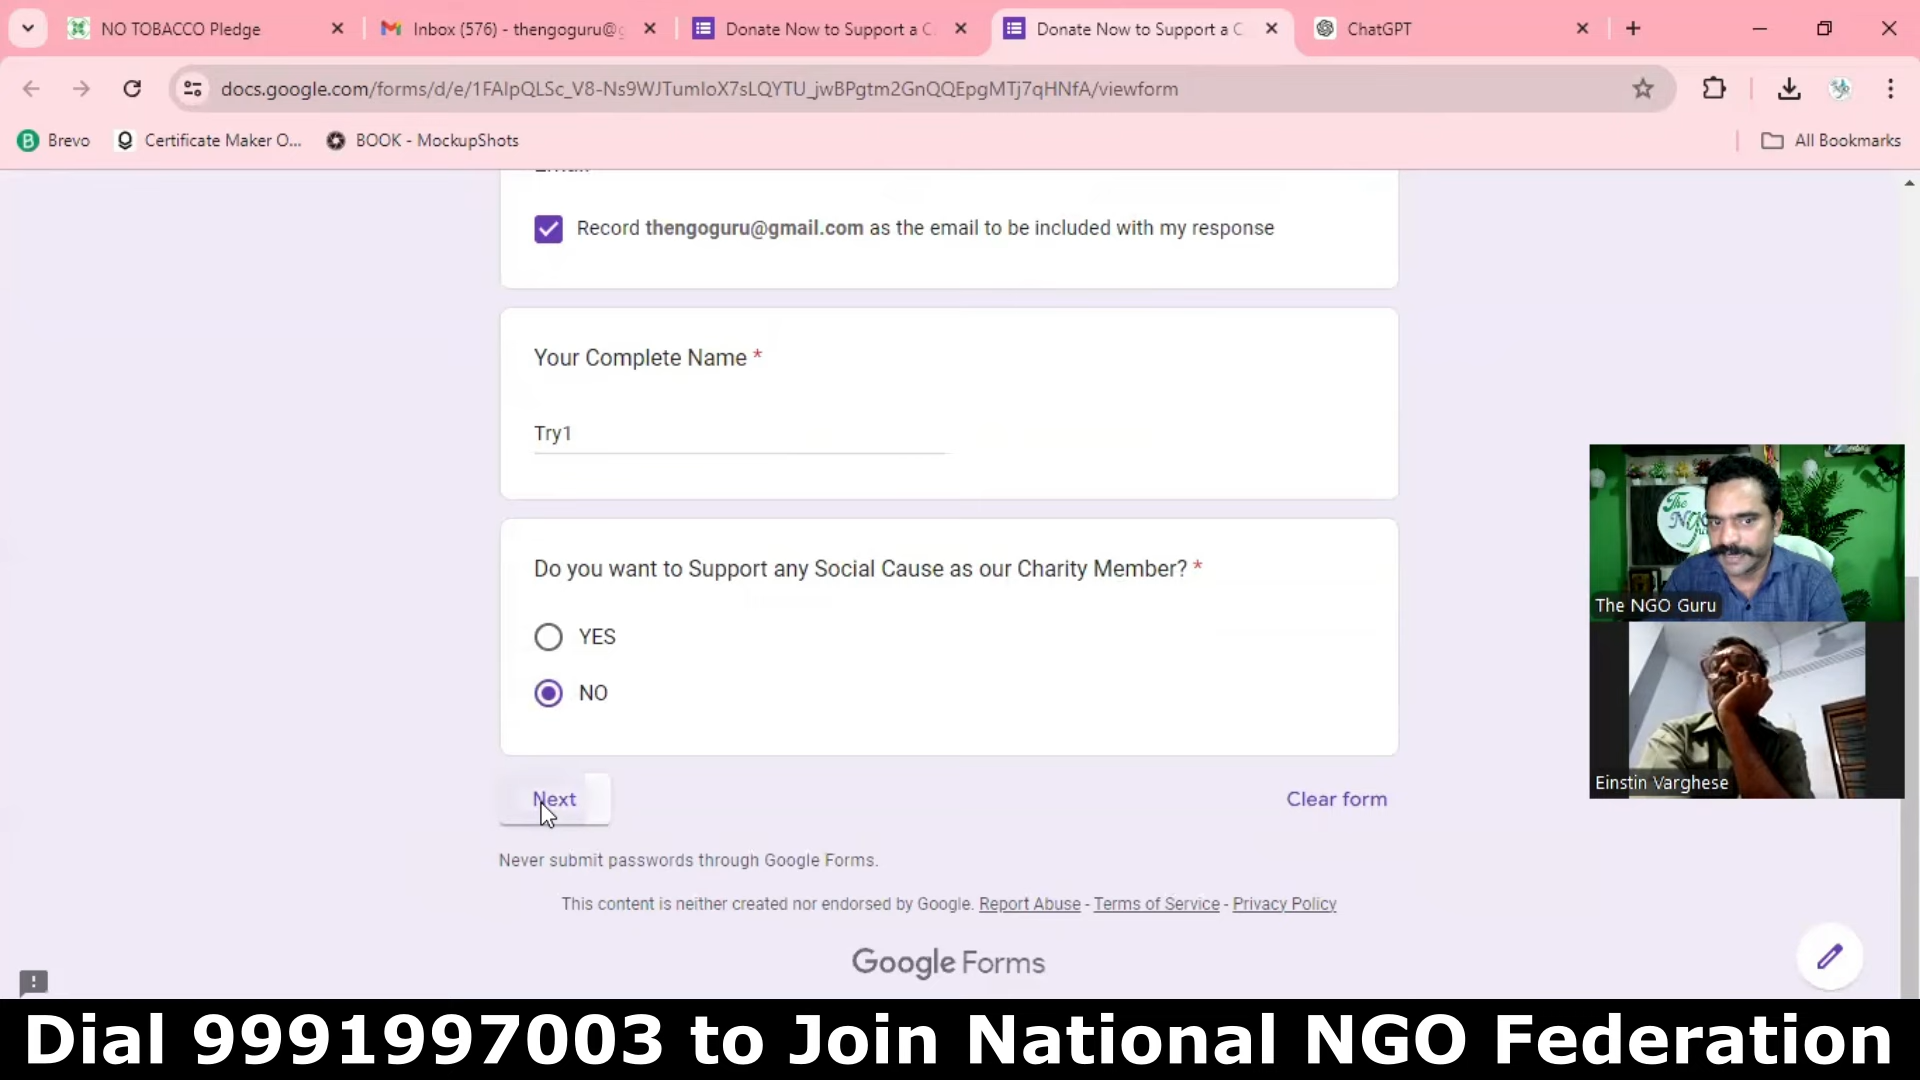 NO TOBACCO Pledge
Inbox (576) - thengoguru@g
Donate Now to Support a C
Donate Now to Support a C
ChatGPT
docs.google.com/forms/d/e/1FAIpQLSc_V8-Ns9WJTumIoX7sLQYTU_jwBPgtm2GnQQEpgMTj7qHNfA/viewform
Brevo
Certificate Maker O...
BOOK - MockupShots
All Bookmarks
Record thengoguru@gmail.com as the email to be included with my response
Your Complete Name *
Try1
Do you want to Support any Social Cause as our Charity Member? *
YES
NO
Next
Clear form
Never submit passwords through Google Forms.
This content is neither created nor endorsed by Google. Report Abuse - Terms of Service - Privacy Policy
Google Forms
The NGO Guru
Einstin Varghese
Dial 9991997003 to Join National NGO Federation